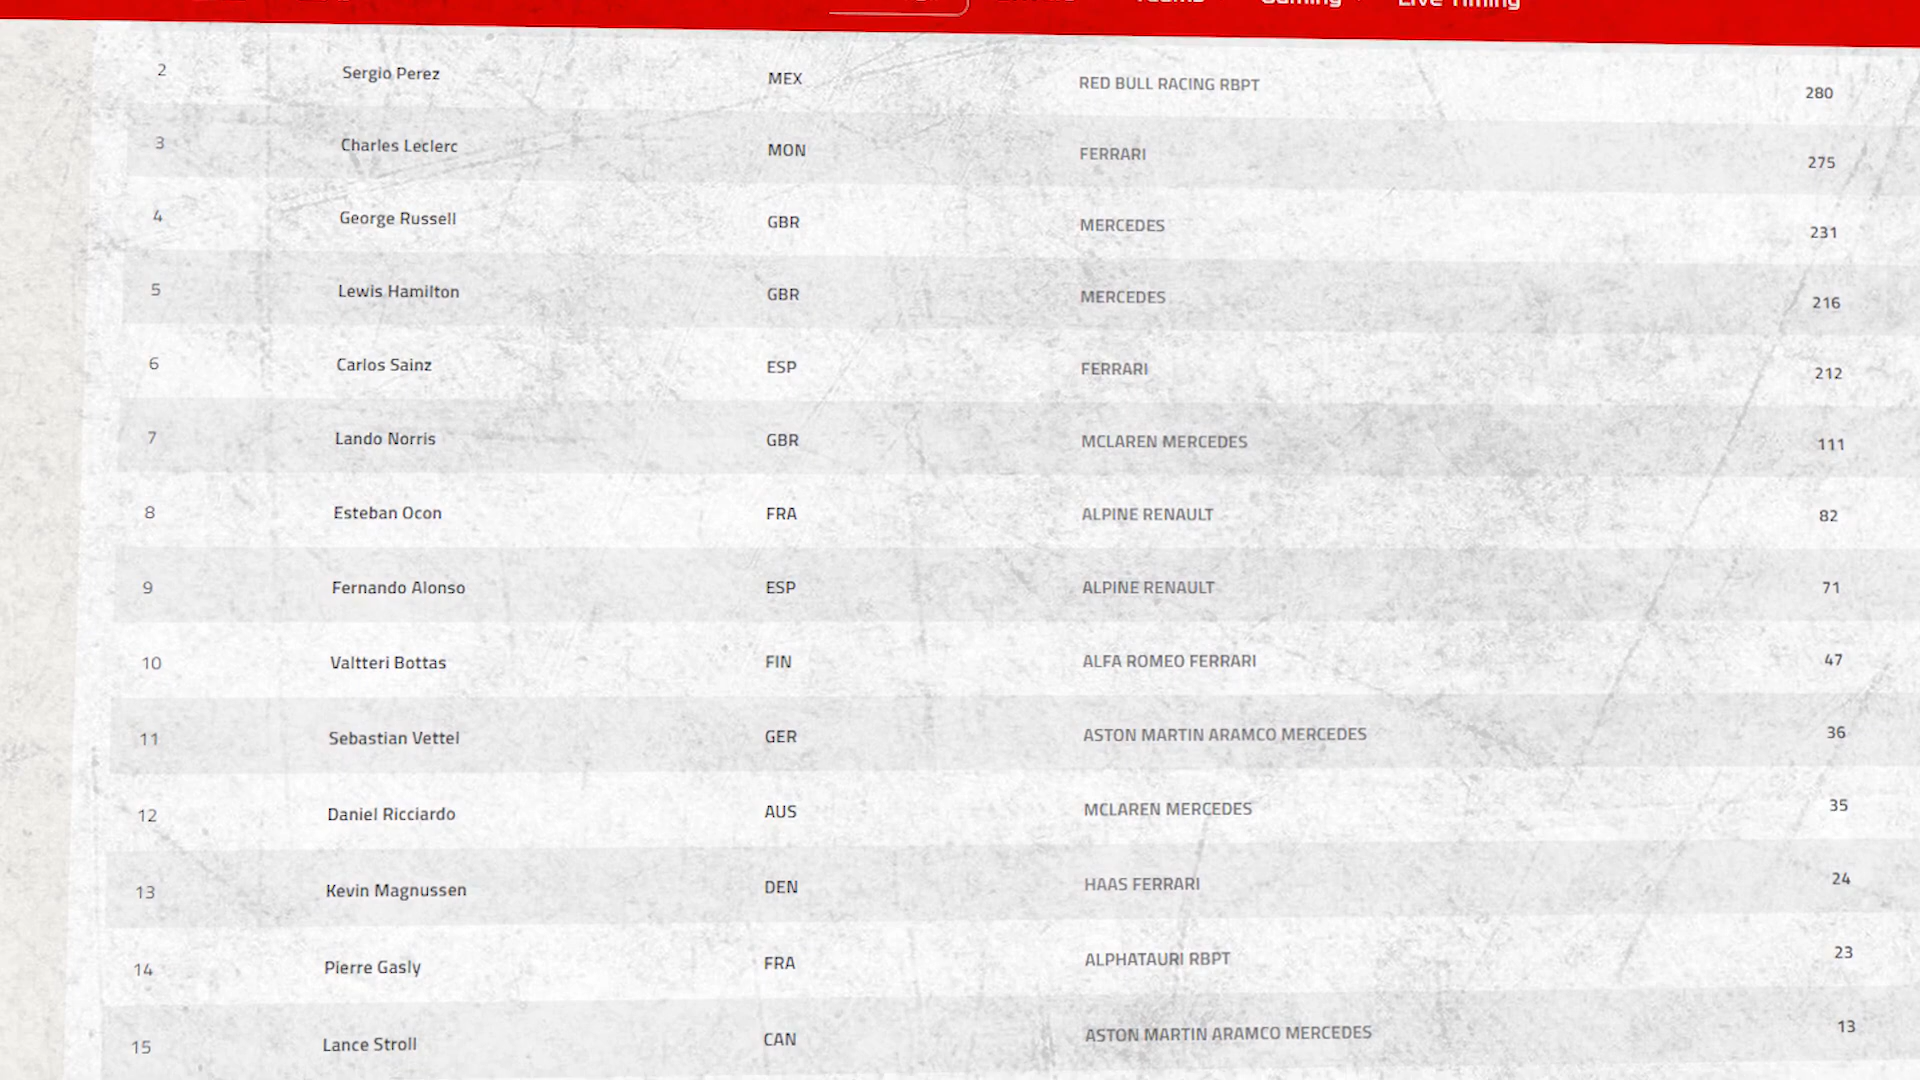 Teams Gaming Live Timing
2 Sergio Perez MEX RED BULL RACING RBPT 280
3 Charles Leclerc MON FERRARI 275
4 George Russell GBR MERCEDES 231
5 Lewis Hamilton GBR MERCEDES 216
6 Carlos Sainz ESP FERRARI 212
7 Lando Norris GBR MCLAREN MERCEDES 111
8 Esteban Ocon FRA ALPINE RENAULT 82
9 Fernando Alonso ESP ALPINE RENAULT 71
10 Valtteri Bottas FIN ALFA ROMEO FERRARI 47
11 Sebastian Vettel GER ASTON MARTIN ARAMCO MERCEDES 36
12 Daniel Ricciardo AUS MCLAREN MERCEDES 35
13 Kevin Magnussen DEN HAAS FERRARI 24
14 Pierre Gasly FRA ALPHATAURI RBPT 23
15 Lance Stroll CAN ASTON MARTIN ARAMCO MERCEDES 13